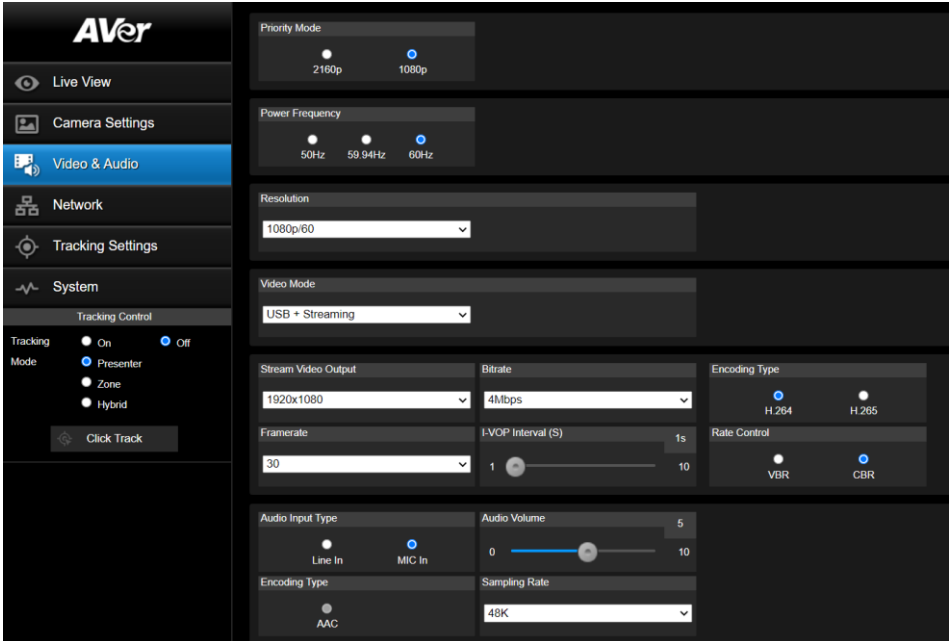 AVer
Live View
Camera Settings
Video & Audio
Network
Tracking Settings
System
Tracking Control
Tracking On Off
Mode Presenter
Zone
Hybrid
Click Track
Priority Mode
2160p 1080p
Power Frequency
50Hz 59.94Hz 60Hz
Resolution
1080p/60
Video Mode
USB + Streaming
Stream Video Output Bitrate Encoding Type
1920x1080 4Mbps H.264 H.265
Framerate I-VOP Interval (S) 1s Rate Control
30 1 10 VBR CBR
Audio Input Type Audio Volume 5
Line In MIC In 0 10
Encoding Type Sampling Rate
AAC 48K